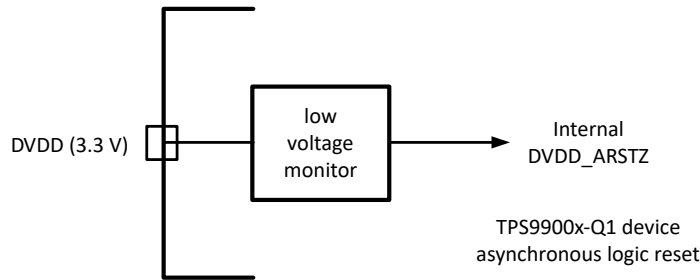 DVDD (3.3 V)
low
voltage
monitor
Internal
DVDD_ARSTZ
TPS9900x-Q1 device
asynchronous logic reset